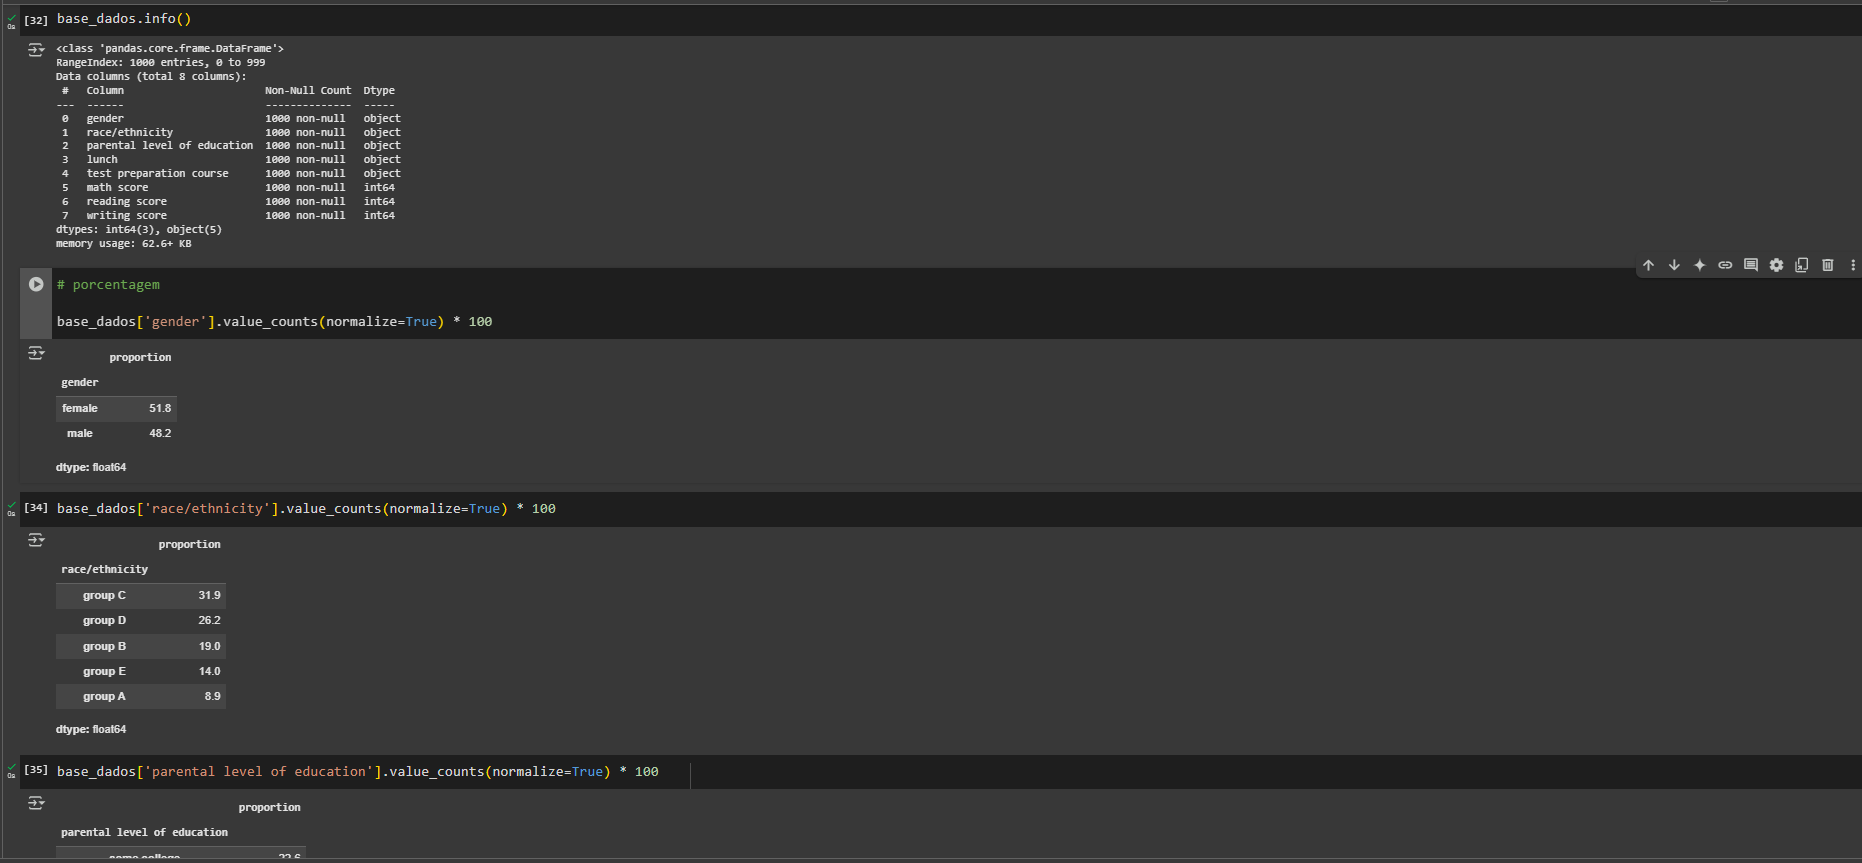 [32] base_dados.info()
0s
<class 'pandas.core.frame.DataFrame'>
RangeIndex: 1000 entries, 0 to 999
Data columns (total 8 columns):
 #   Column                       Non-Null Count  Dtype
---  ------                       --------------  -----
 0   gender                       1000 non-null   object
 1   race/ethnicity               1000 non-null   object
 2   parental level of education  1000 non-null   object
 3   lunch                        1000 non-null   object
 4   test preparation course      1000 non-null   object
 5   math score                   1000 non-null   int64
 6   reading score                1000 non-null   int64
 7   writing score                1000 non-null   int64
dtypes: int64(3), object(5)
memory usage: 62.6+ KB
# porcentagem
base_dados['gender'].value_counts(normalize=True) * 100
proportion
gender
female 51.8
male 48.2
dtype: float64
[34] base_dados['race/ethnicity'].value_counts(normalize=True) * 100
0s
proportion
race/ethnicity
group C 31.9
group D 26.2
group B 19.0
group E 14.0
group A 8.9
dtype: float64
[35] base_dados['parental level of education'].value_counts(normalize=True) * 100
0s
proportion
parental level of education
some college 22.6